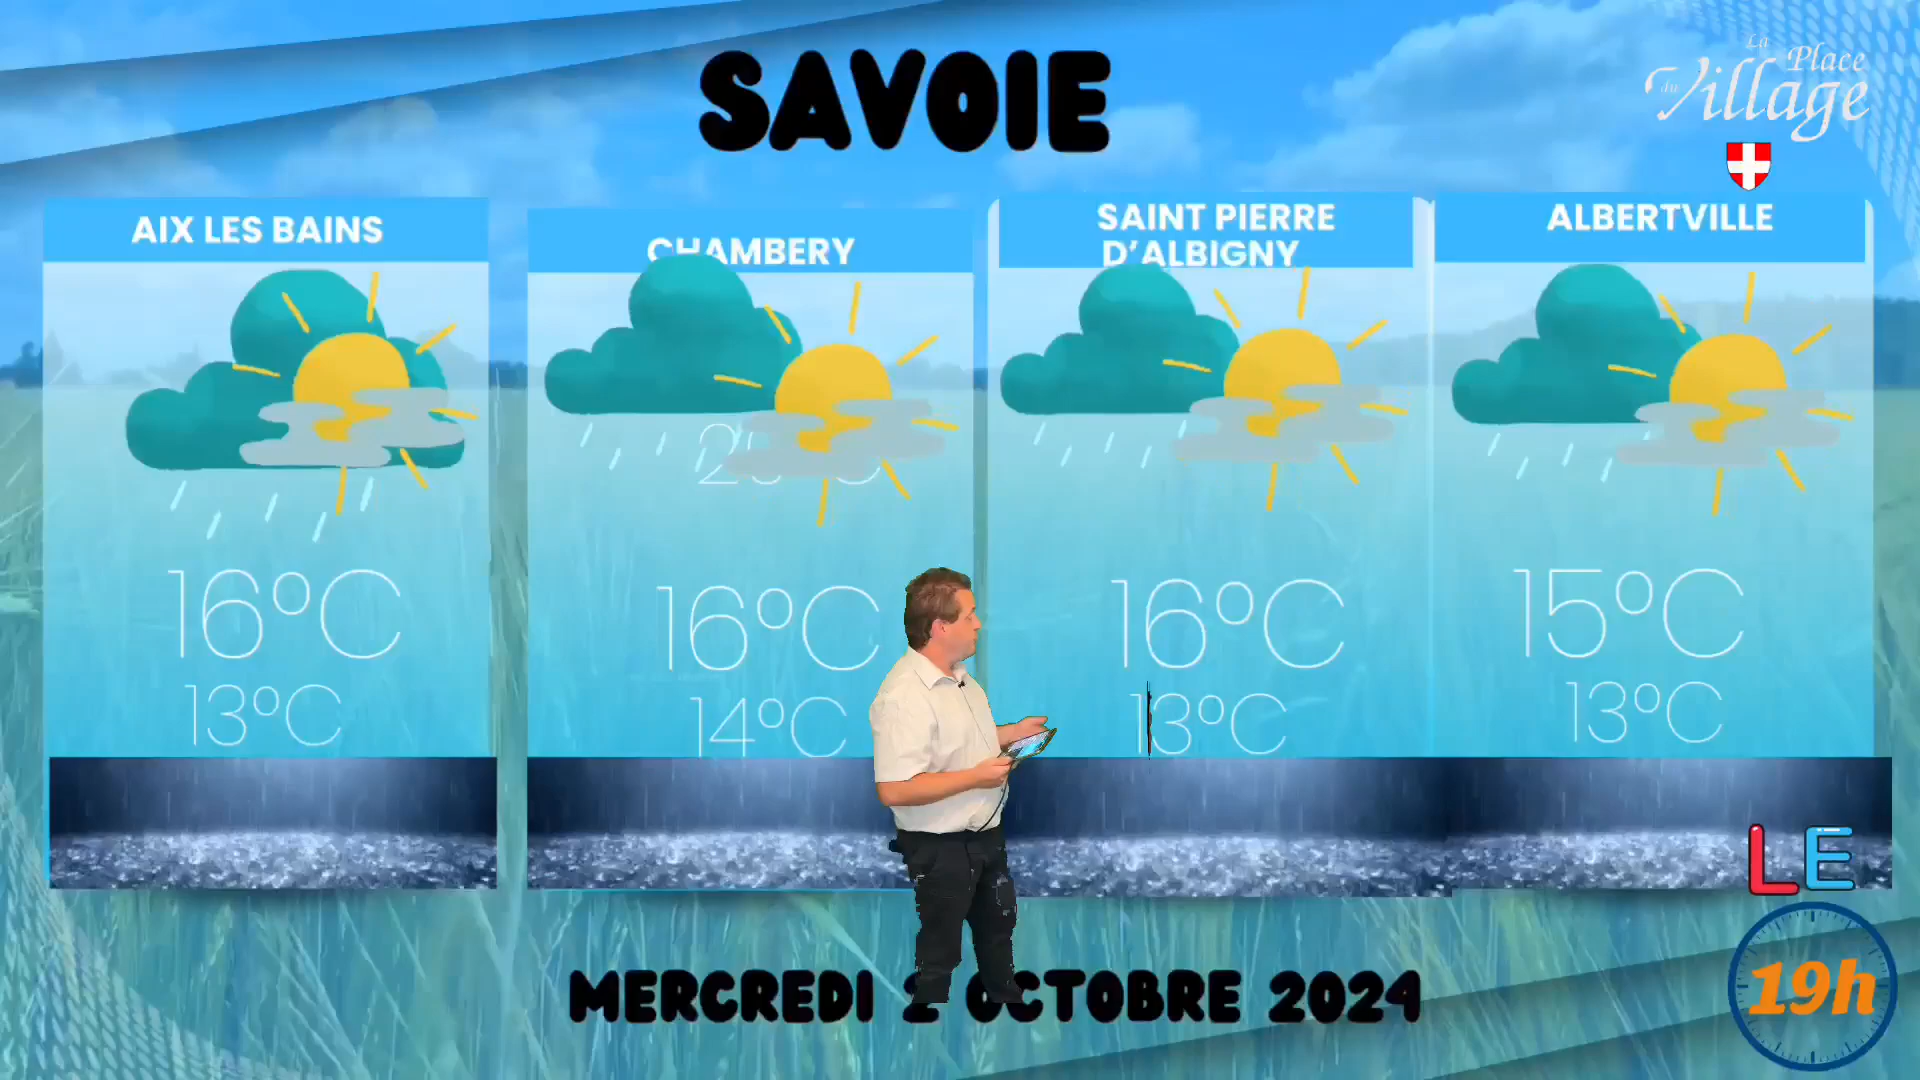 SAVOIE
La Place
du Village
AIX LES BAINS
CHAMBERY
SAINT PIERRE
D'ALBIGNY
ALBERTVILLE
16°C
16°C
16°C
15°C
13°C
14°C
13°C
13°C
LE
19h
MERCREDI 2 OCTOBRE 2024